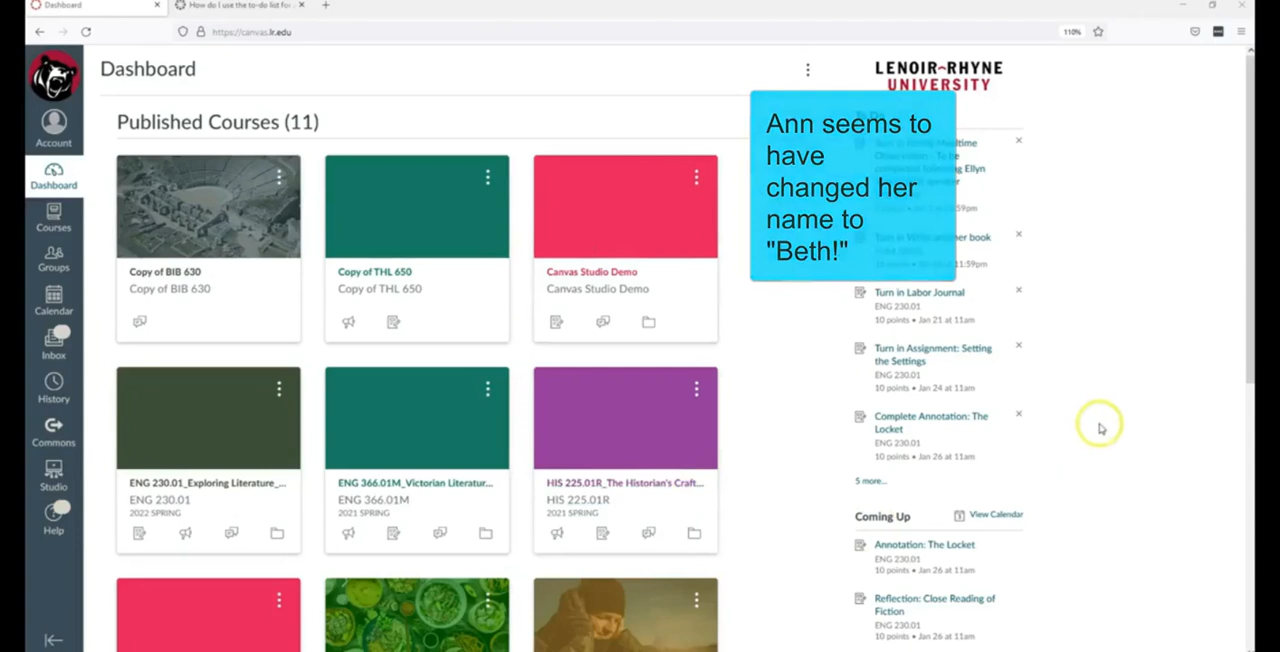 Dashboard
How do I use the to-do list for
https://canvas.lr.edu
110%
Account
Dashboard
Courses
Groups
Calendar
Inbox
History
Commons
Studio
Help
Dashboard
Published Courses (11)
Copy of BIB 630
Copy of BIB 630
Copy of THL 650
Copy of THL 650
Canvas Studio Demo
Canvas Studio Demo
ENG 230.01_Exploring Literature_...
ENG 230.01
2022 SPRING
ENG 366.01M_Victorian Literatur...
ENG 366.01M
2021 SPRING
HIS 225.01R_The Historian's Craft...
HIS 225.01R
2021 SPRING
LENOIR-RHYNE
UNIVERSITY
Ann seems to
have
changed her
name to
"Beth!"
11:59pm
Turn in Labor Journal
ENG 230.01
10 points • Jan 21 at 11am
Turn in Assignment: Setting
the Settings
ENG 230.01
10 points • Jan 24 at 11am
Complete Annotation: The
Locket
ENG 230.01
10 points • Jan 26 at 11am
5 more...
Coming Up
View Calendar
Annotation: The Locket
ENG 230.01
10 points • Jan 26 at 11am
Reflection: Close Reading of
Fiction
ENG 230.01
10 points • Jan 26 at 11am